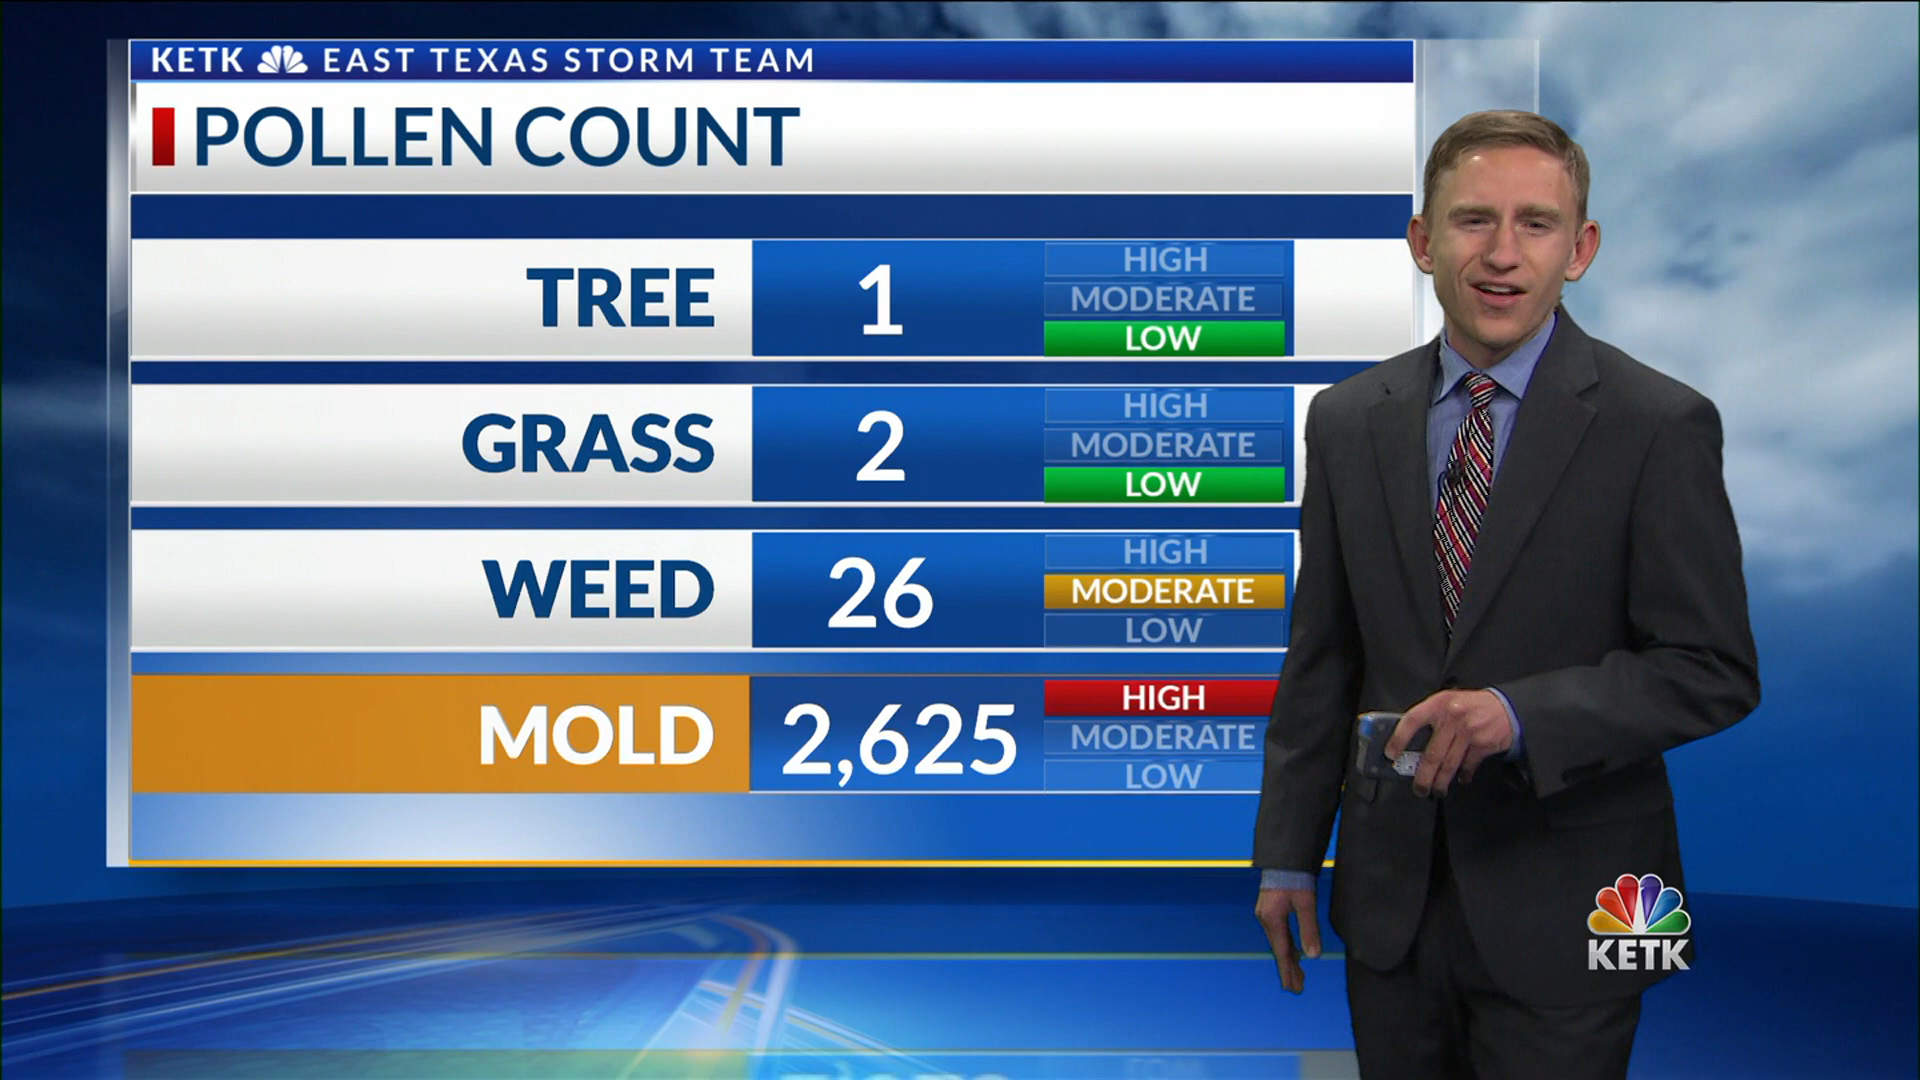 KETK EAST TEXAS STORM TEAM
POLLEN COUNT
TREE 1
HIGH
MODERATE
LOW
GRASS 2
HIGH
MODERATE
LOW
WEED 26
HIGH
MODERATE
LOW
MOLD 2,625
HIGH
MODERATE
LOW
KETK